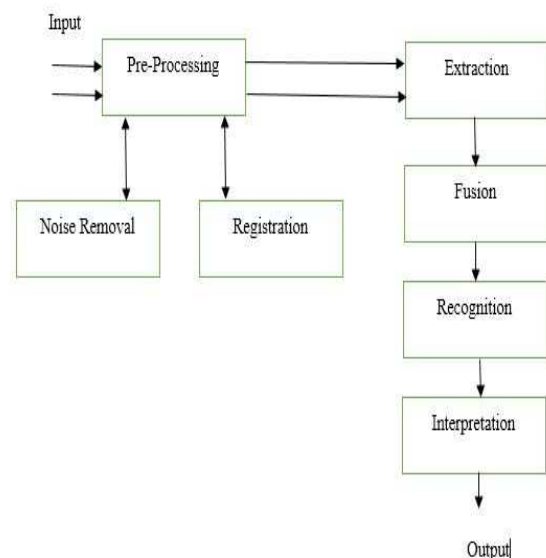 Input
Pre-Processing
Extraction
Noise Removal
Registration
Fusion
Recognition
Interpretation
Output